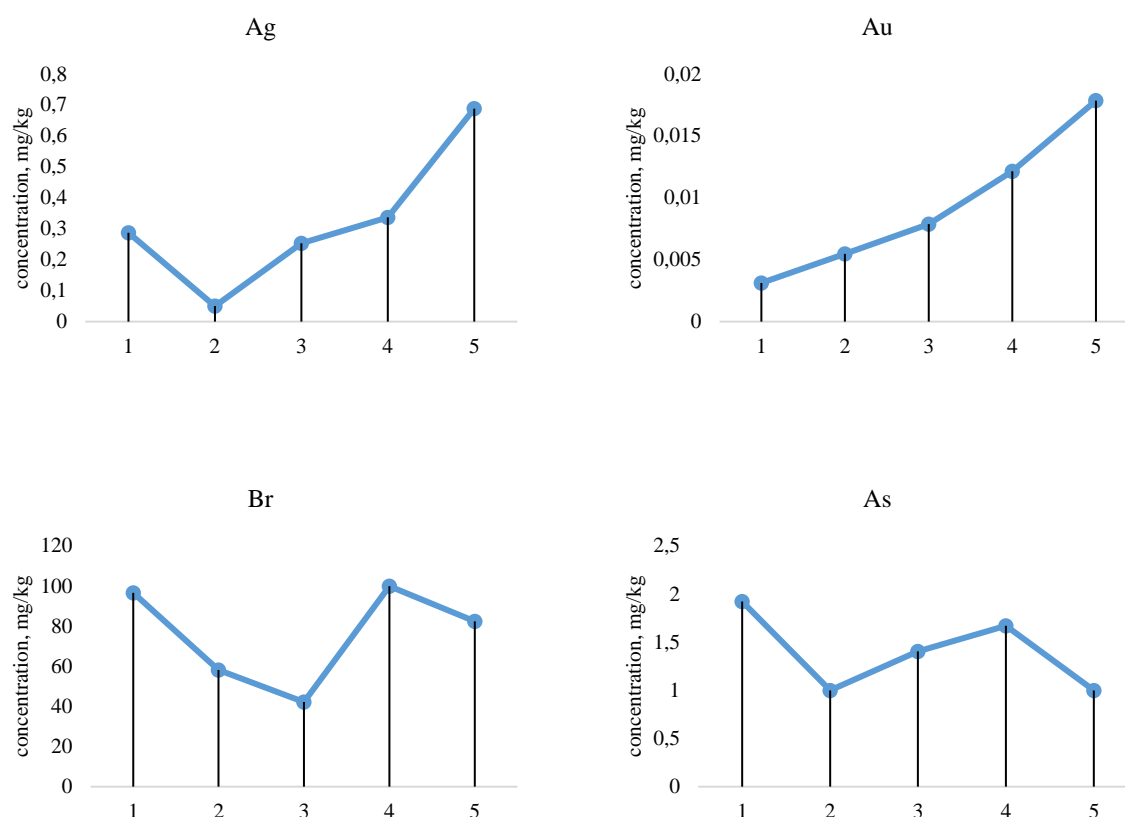 Ag
concentration, mg/kg
0,8
0,7
0,6
0,5
0,4
0,3
0,2
0,1
0
1 2 3 4 5
Au
concentration, mg/kg
0,02
0,015
0,01
0,005
0
1 2 3 4 5
Br
concentration, mg/kg
120
100
80
60
40
20
0
1 2 3 4 5
As
concentration, mg/kg
2,5
2
1,5
1
0,5
0
1 2 3 4 5